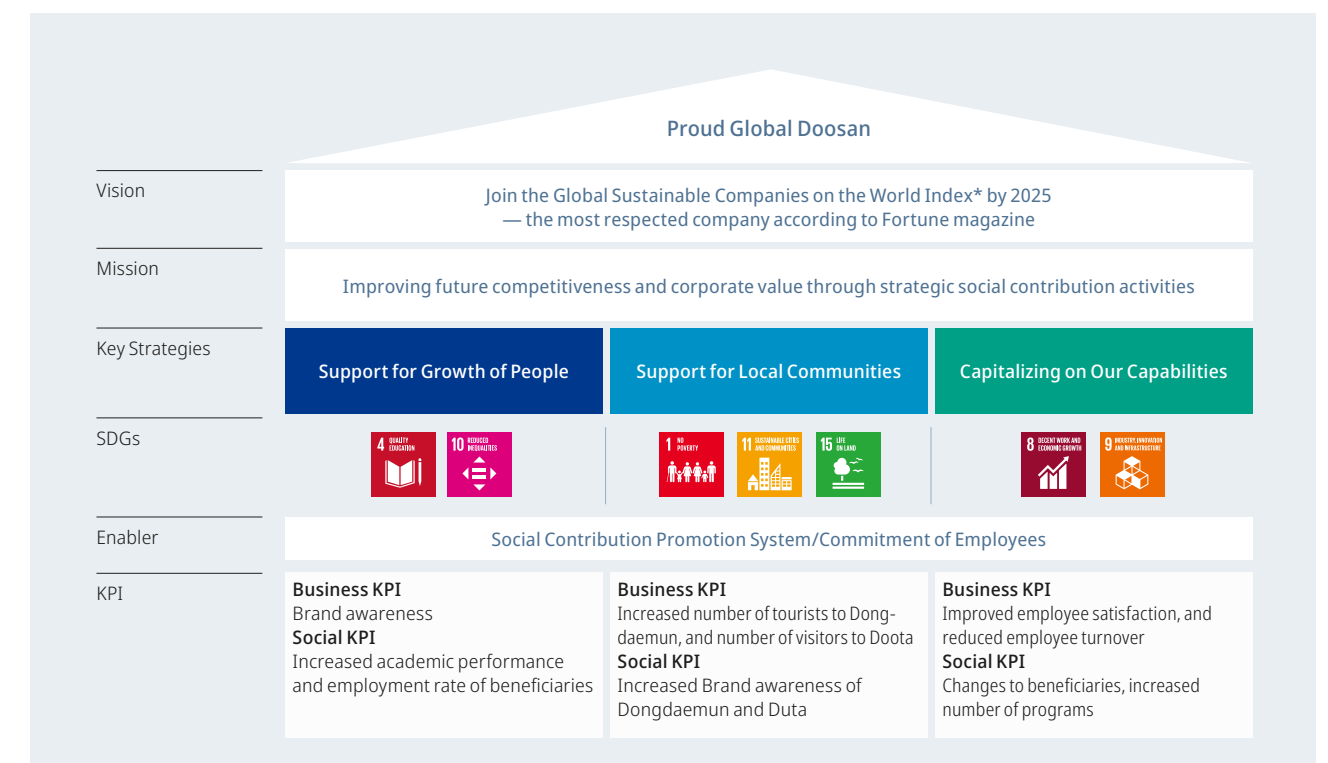 Proud Global Doosan
Vision
Join the Global Sustainable Companies on the World Index* by 2025
— the most respected company according to Fortune magazine
Mission
Improving future competitiveness and corporate value through strategic social contribution activities
Key Strategies
Support for Growth of People
Support for Local Communities
Capitalizing on Our Capabilities
SDGs
4 QUALITY
EDUCATION
10 REDUCED
INEQUALITIES
1 NO
POVERTY
11 SUSTAINABLE CITIES
AND COMMUNITIES
15 LIFE
ON LAND
8 DECENT WORK AND
ECONOMIC GROWTH
9 INDUSTRY, INNOVATION
AND INFRASTRUCTURE
Enabler
Social Contribution Promotion System/Commitment of Employees
KPI
Business KPI
Brand awareness
Social KPI
Increased academic performance
and employment rate of beneficiaries
Business KPI
Increased number of tourists to Dong-
daemun, and number of visitors to Doota
Social KPI
Increased Brand awareness of
Dongdaemun and Duta
Business KPI
Improved employee satisfaction, and
reduced employee turnover
Social KPI
Changes to beneficiaries, increased
number of programs